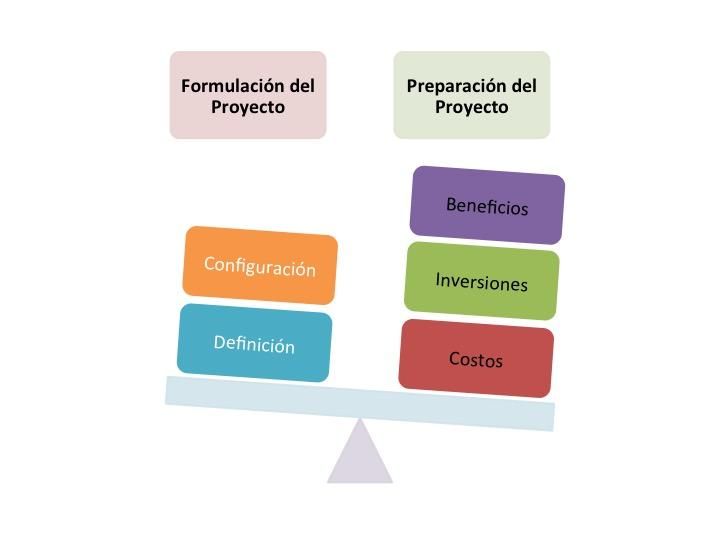 Formulación del
Proyecto
Preparación del
Proyecto
Beneficios
Configuración
Inversiones
Definición
Costos